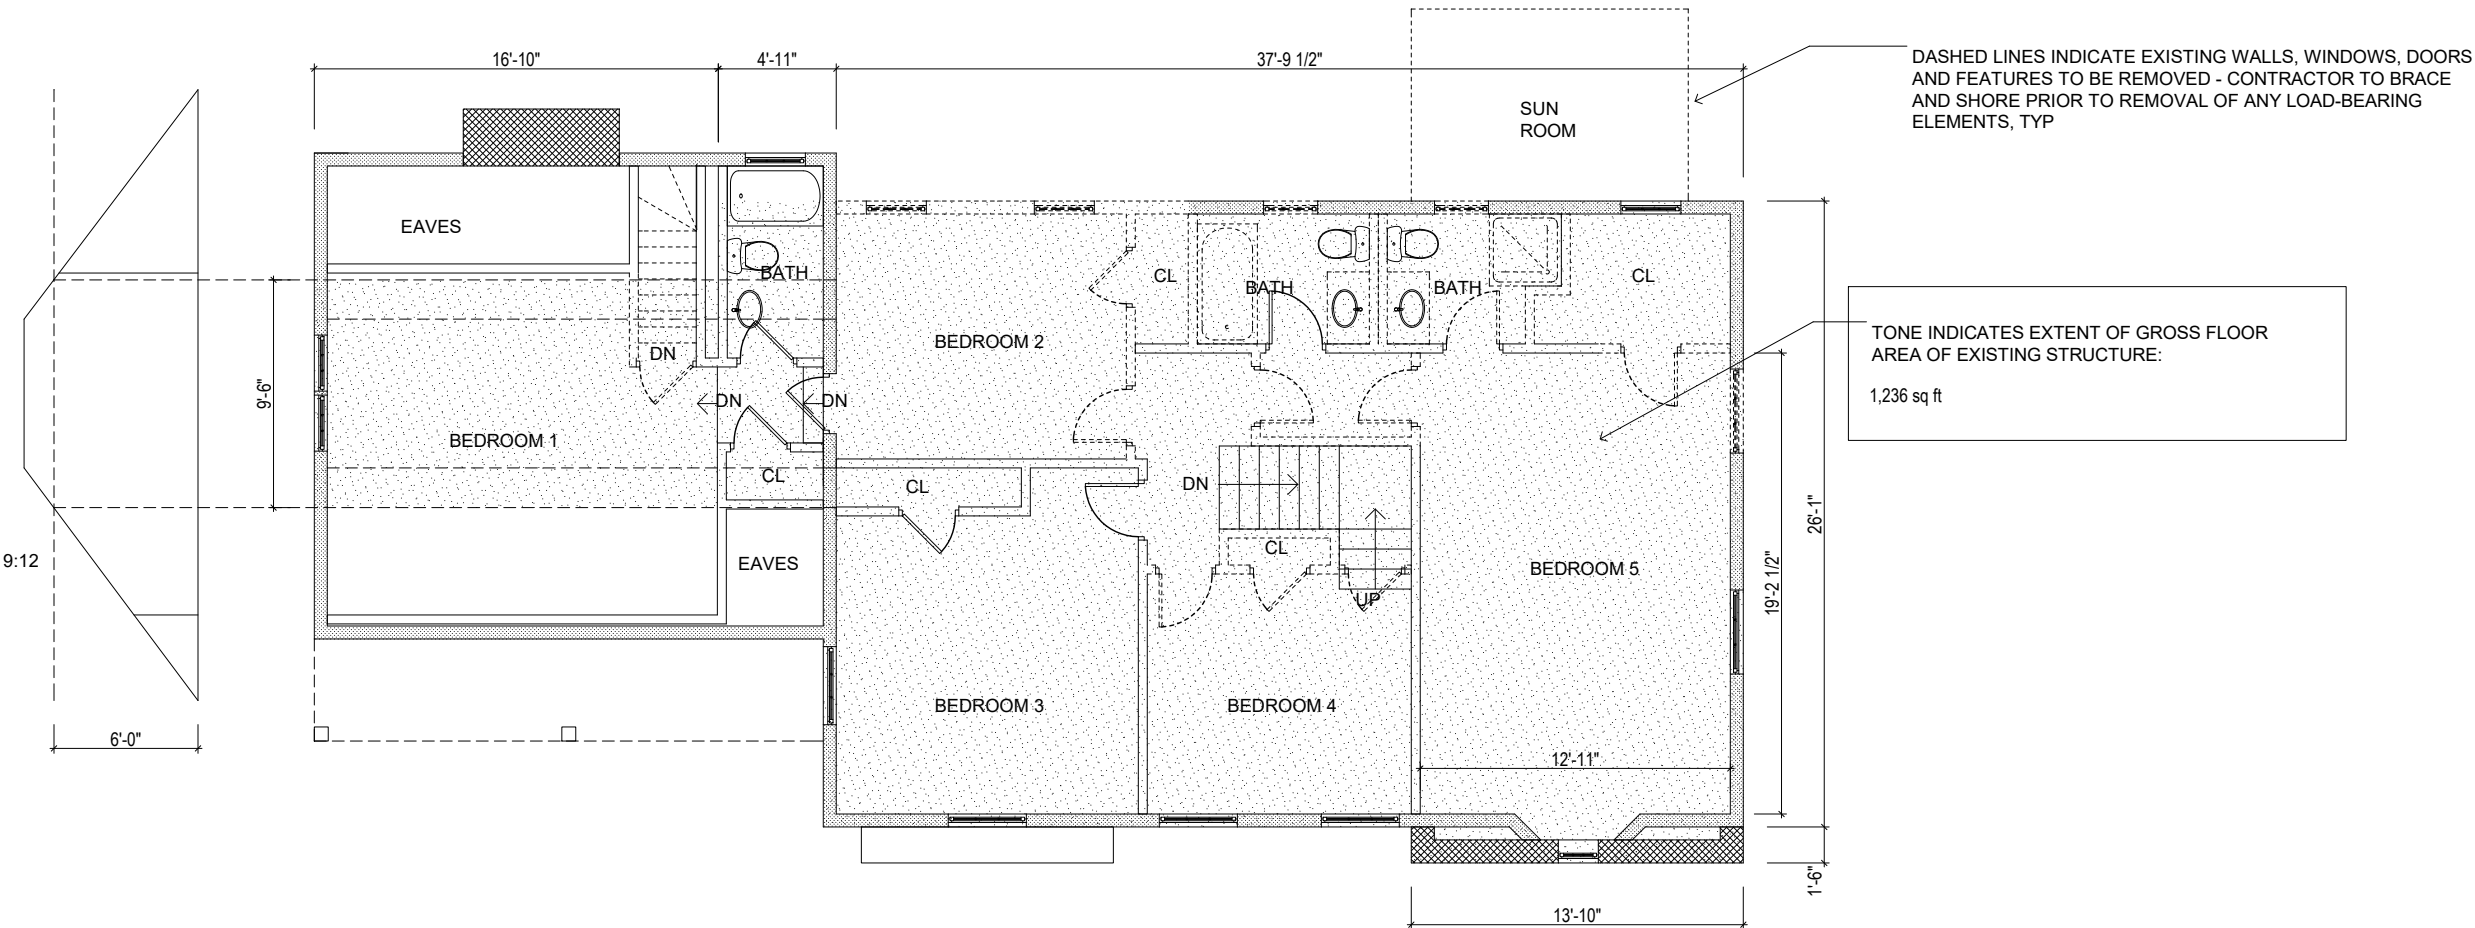 16'-10"
4'-11"
37'-9 1/2"
DASHED LINES INDICATE EXISTING WALLS, WINDOWS, DOORS
AND FEATURES TO BE REMOVED - CONTRACTOR TO BRACE
AND SHORE PRIOR TO REMOVAL OF ANY LOAD-BEARING
ELEMENTS, TYP
SUN
ROOM
EAVES
BATH
CL
BATH
BATH
CL
TONE INDICATES EXTENT OF GROSS FLOOR
AREA OF EXISTING STRUCTURE:
1,236 sq ft
BEDROOM 2
DN
9'-6"
DN
DN
BEDROOM 1
CL
CL
DN
26'-1"
9:12
EAVES
CL
BEDROOM 5
19'-2 1/2"
UP
BEDROOM 3
BEDROOM 4
6'-0"
12'-11"
1'-6"
13'-10"